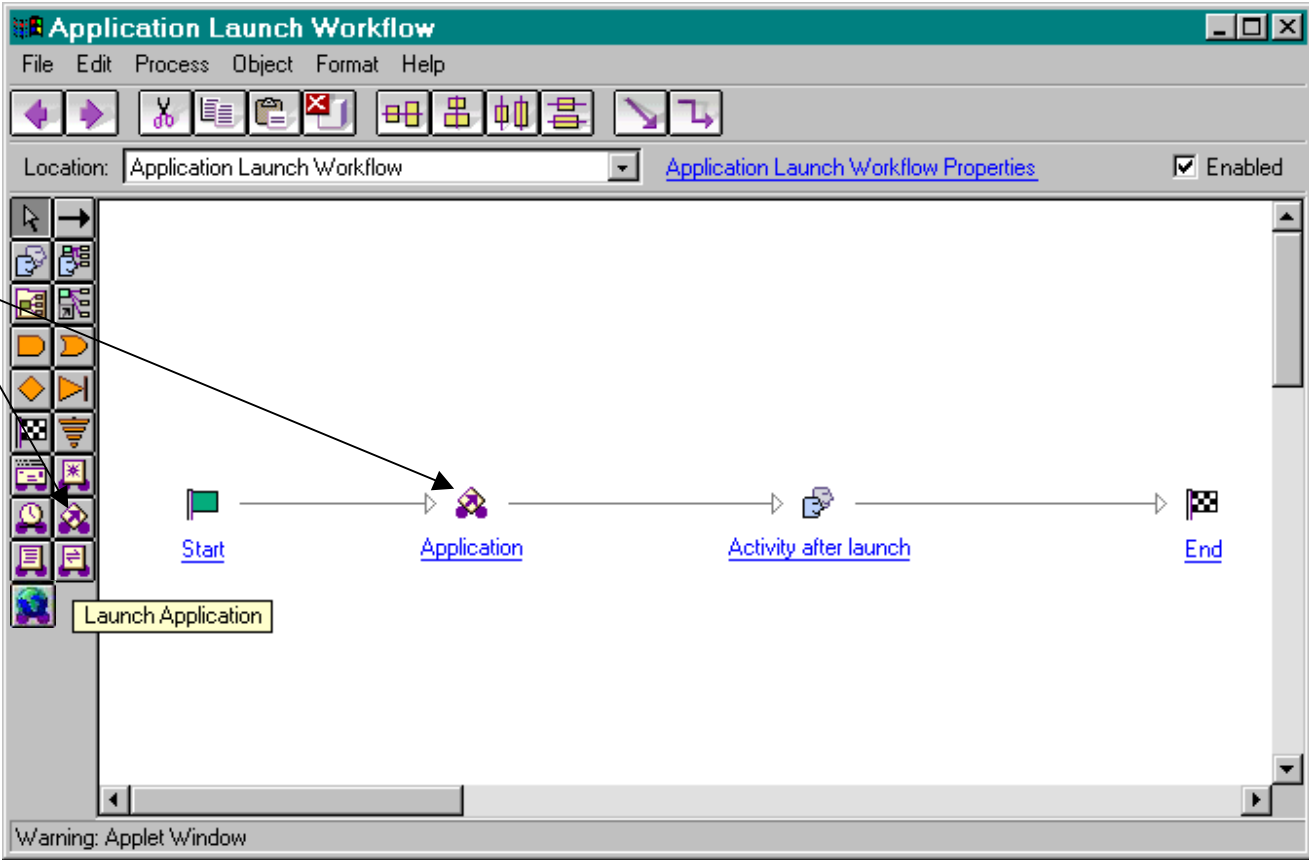 Application Launch Workflow
File Edit Process Object Format Help
Location: Application Launch Workflow Application Launch Workflow Properties Enabled
Start Application Activity after launch End
Launch Application
Warning: Applet Window